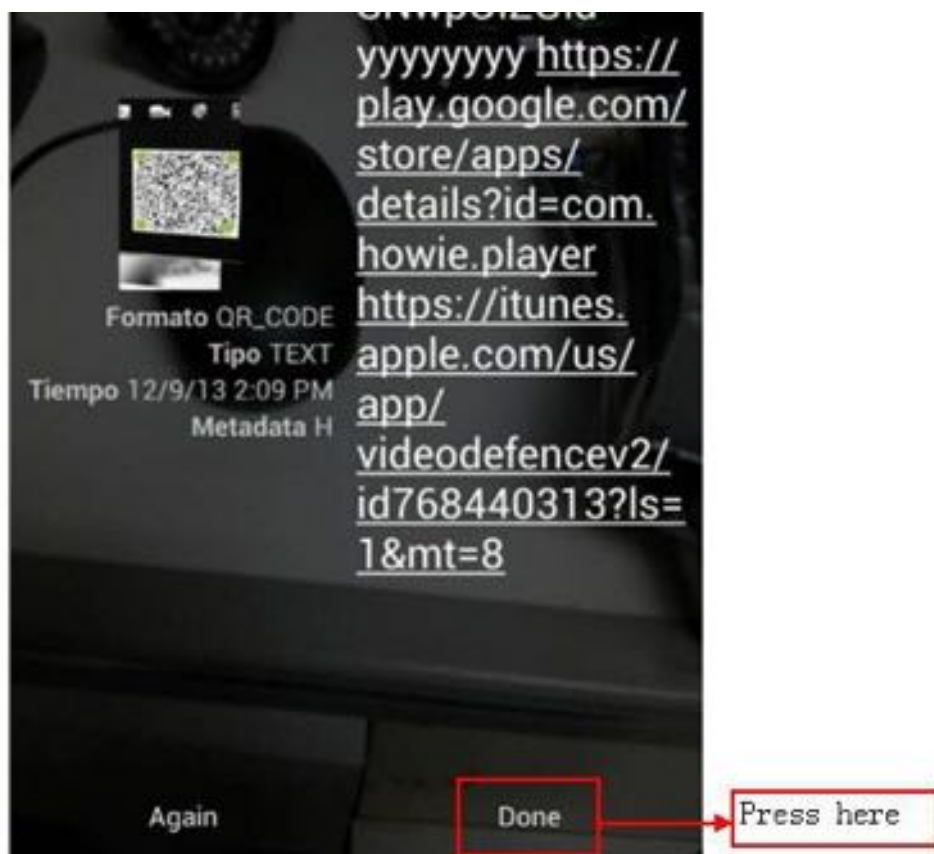 yyyyyyyy https://
play.google.com/
store/apps/
details?id=com.
howie.player
https://itunes.
apple.com/us/
app/
videodefencev2/
id768440313?ls=
1&mt=8
Formato QR_CODE
Tipo TEXT
Tiempo 12/9/13 2:09 PM
Metadata H
Again
Done
Press here